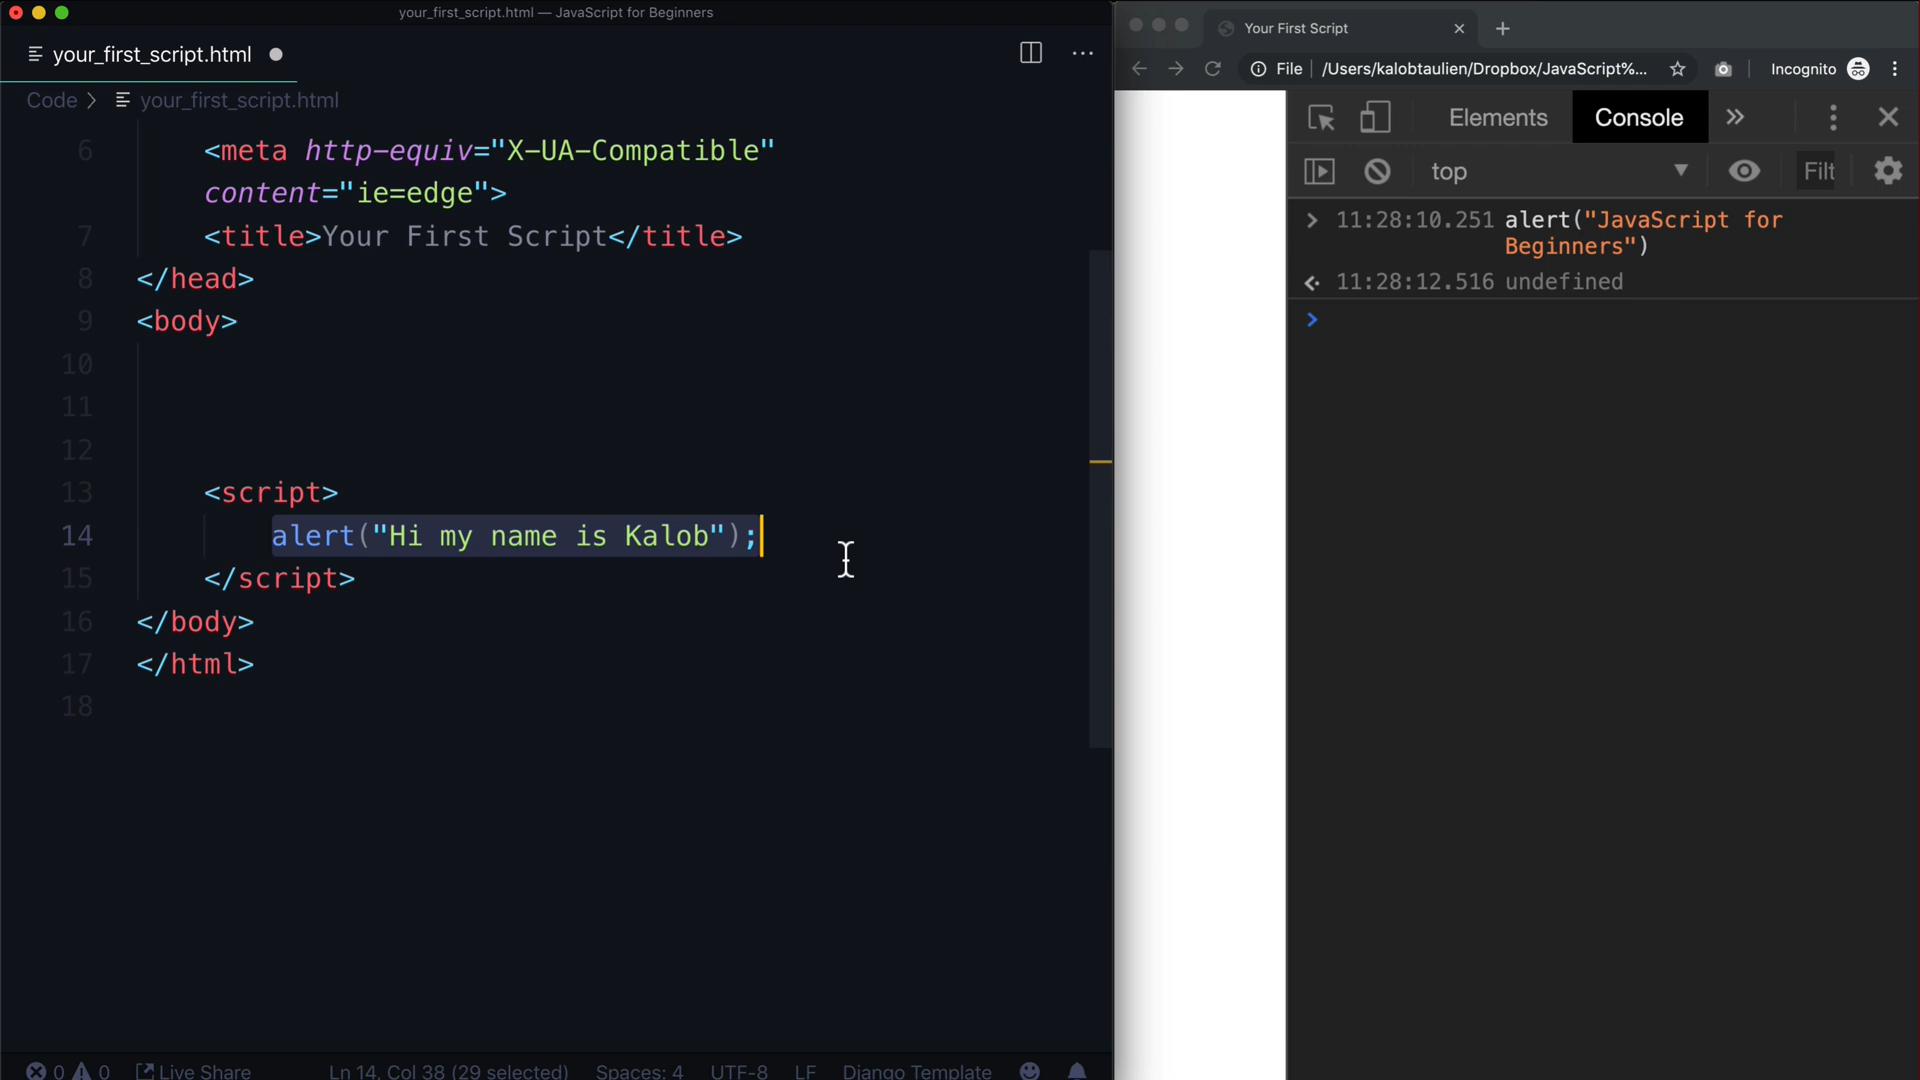 your_first_script.html — JavaScript for Beginners
your_first_script.html
Code > your_first_script.html
6 <meta http-equiv="X-UA-Compatible"
content="ie=edge">
7 <title>Your First Script</title>
8 </head>
9 <body>
10
11
12
13 <script>
14 alert("Hi my name is Kalob");
15 </script>
16 </body>
17 </html>
18
0 0 Live Share Ln 14, Col 38 (29 selected) Spaces: 4 UTF-8 LF Django Template
Your First Script
File /Users/kalobtaulien/Dropbox/JavaScript%... Incognito
Elements Console
top Filt
> 11:28:10.251 alert("JavaScript for
Beginners")
11:28:12.516 undefined
>